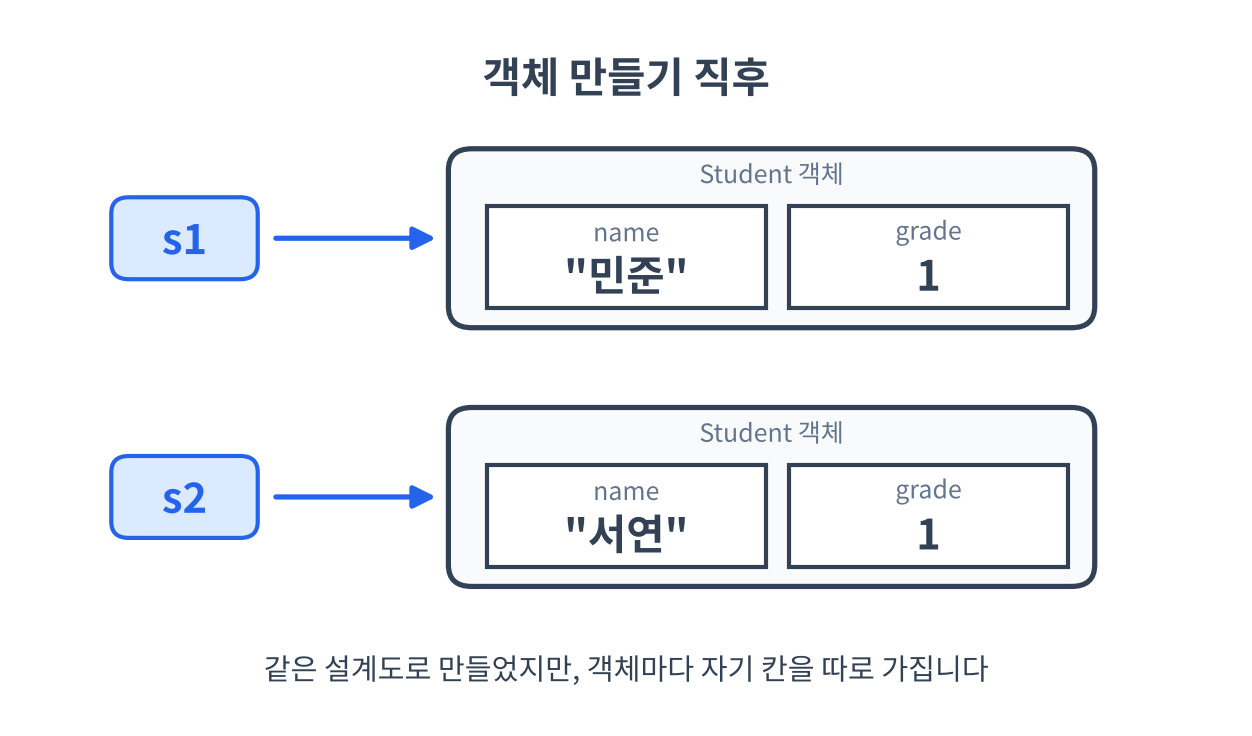 객체 만들기 직후
Student 객체
s1
name
grade
"민준"
1
Student 객체
s2
name
grade
"서연"
1
같은 설계도로 만들었지만, 객체마다 자기 칸을 따로 가집니다